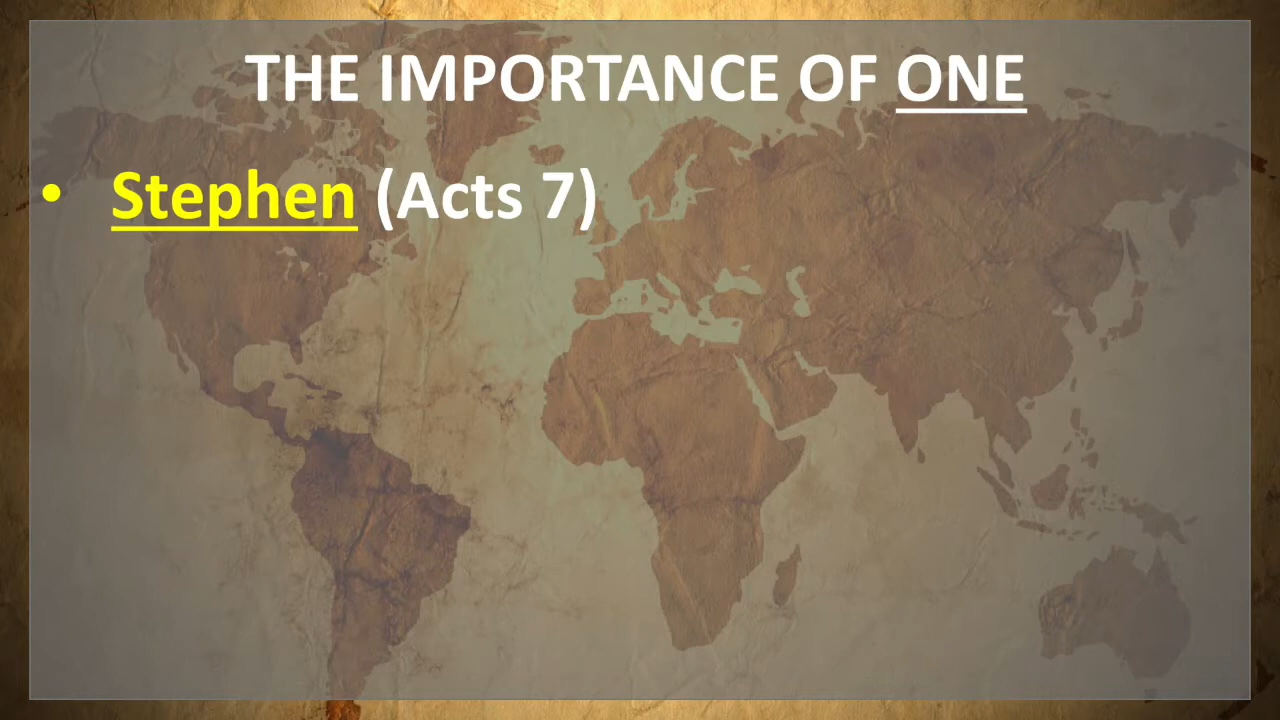 THE IMPORTANCE OF ONE
• Stephen (Acts 7)